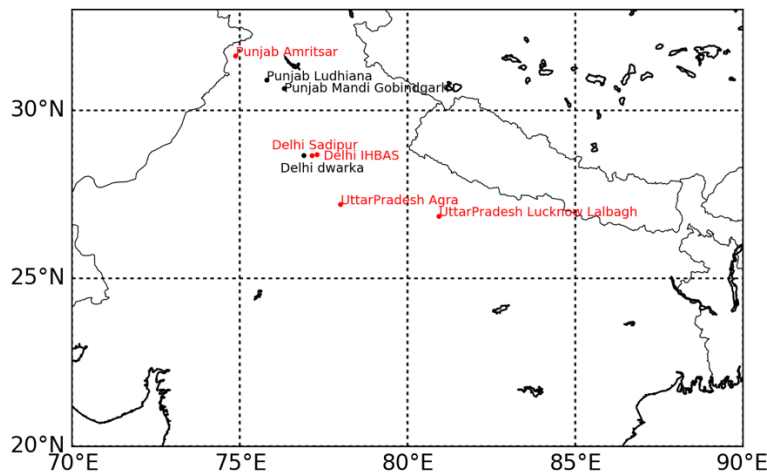 Punjab Amritsar
Punjab Ludhiana
Punjab Mandi Gobindgarh
30°N
Delhi Sadipur
Delhi IHBAS
Delhi dwarka
UttarPradesh Agra
UttarPradesh Lucknow Lalbagh
25°N
20°N
70°E
75°E
80°E
85°E
90°E